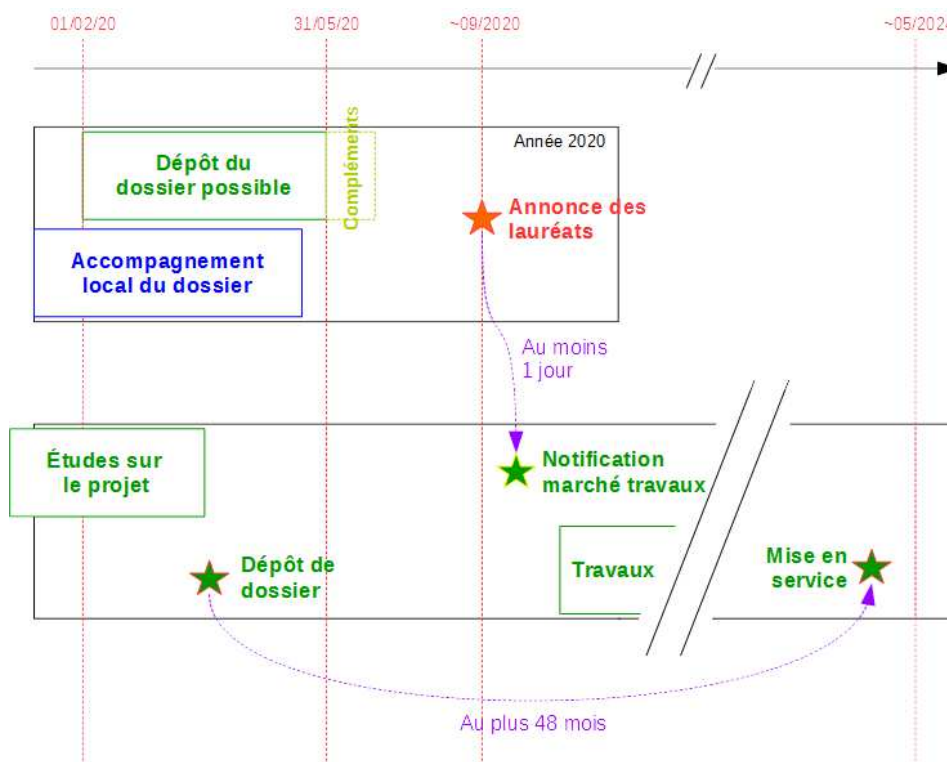 01/02/20
31/05/20
~09/2020
~05/2024
Année 2020
Dépôt du
dossier possible
Compléments
Annonce des
lauréats
Accompagnement
local du dossier
Au moins
1 jour
Études sur
le projet
Notification
marché travaux
Dépôt de
dossier
Travaux
Mise en
service
Au plus 48 mois